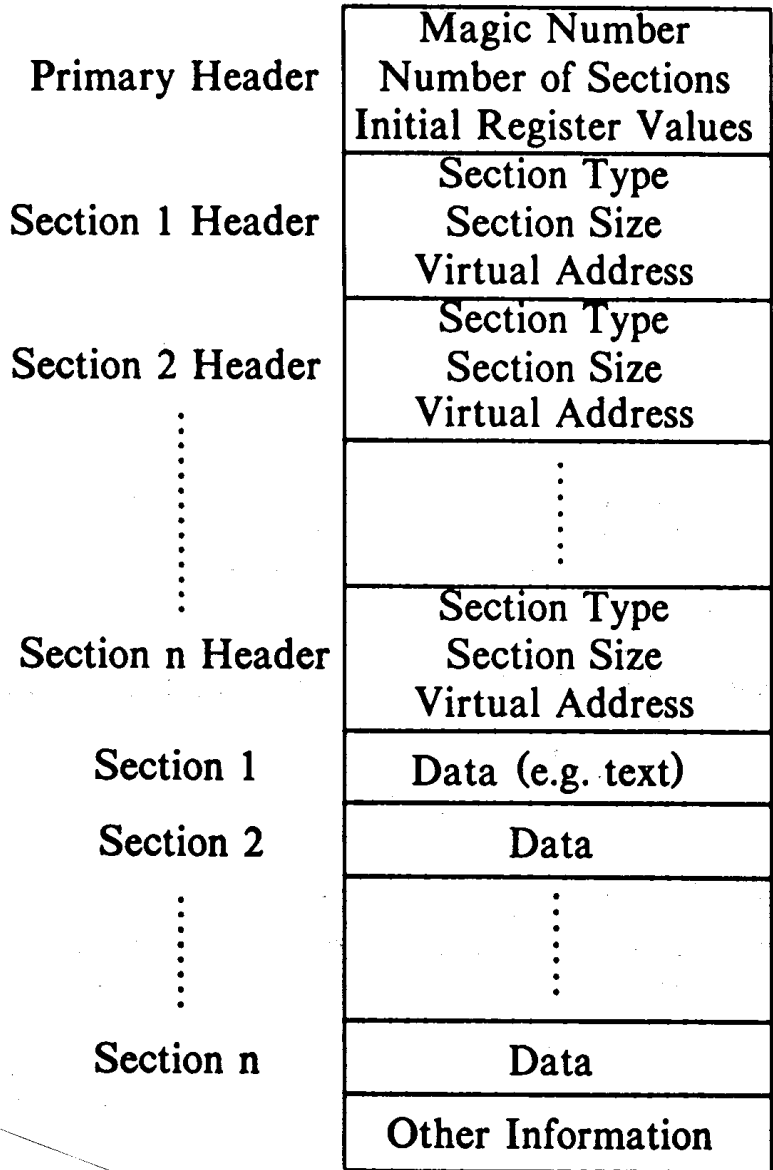 Magic Number
Primary Header Number of Sections
Initial Register Values
Section Type
Section 1 Header Section Size
Virtual Address
Section Type
Section 2 Header Section Size
Virtual Address
Section Type
Section n Header Section Size
Virtual Address
Section 1 Data (e.g. text)
Section 2 Data
Section n Data
Other Information